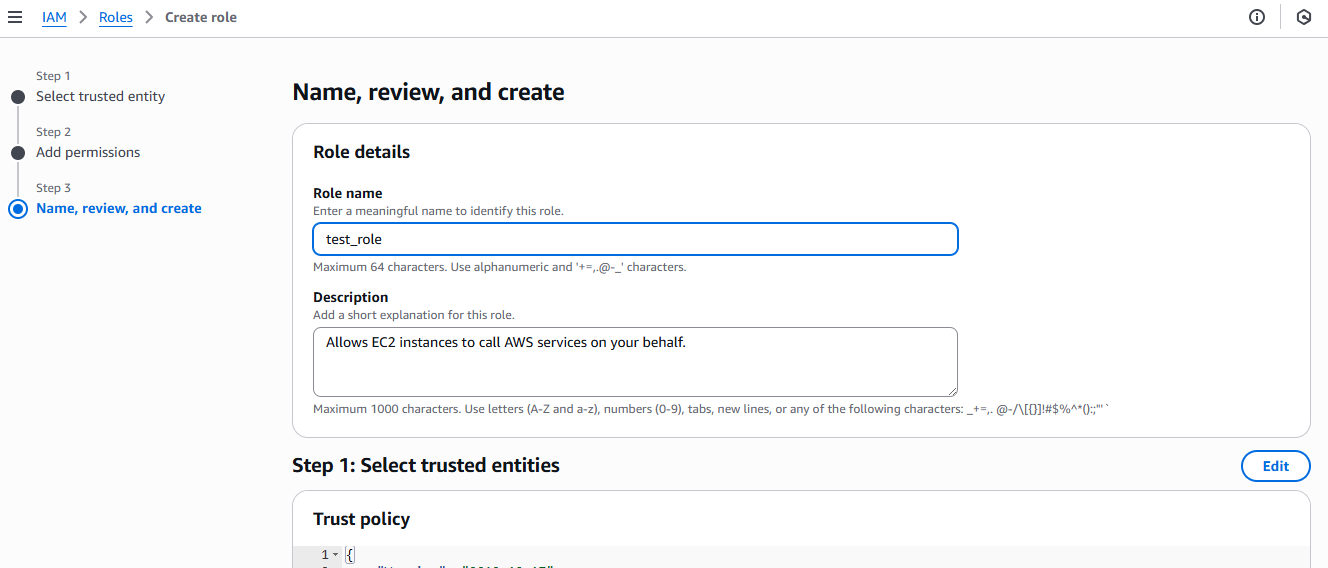 IAM > Roles > Create role
Step 1
Select trusted entity
Step 2
Add permissions
Step 3
Name, review, and create
Name, review, and create
Role details
Role name
Enter a meaningful name to identify this role.
test_role
Maximum 64 characters. Use alphanumeric and '+=,.@-_' characters.
Description
Add a short explanation for this role.
Allows EC2 instances to call AWS services on your behalf.
Maximum 1000 characters. Use letters (A-Z and a-z), numbers (0-9), tabs, new lines, or any of the following characters: _+=,. @-/\[{}]!#$%^*();:"'`
Step 1: Select trusted entities
Edit
Trust policy
1 {